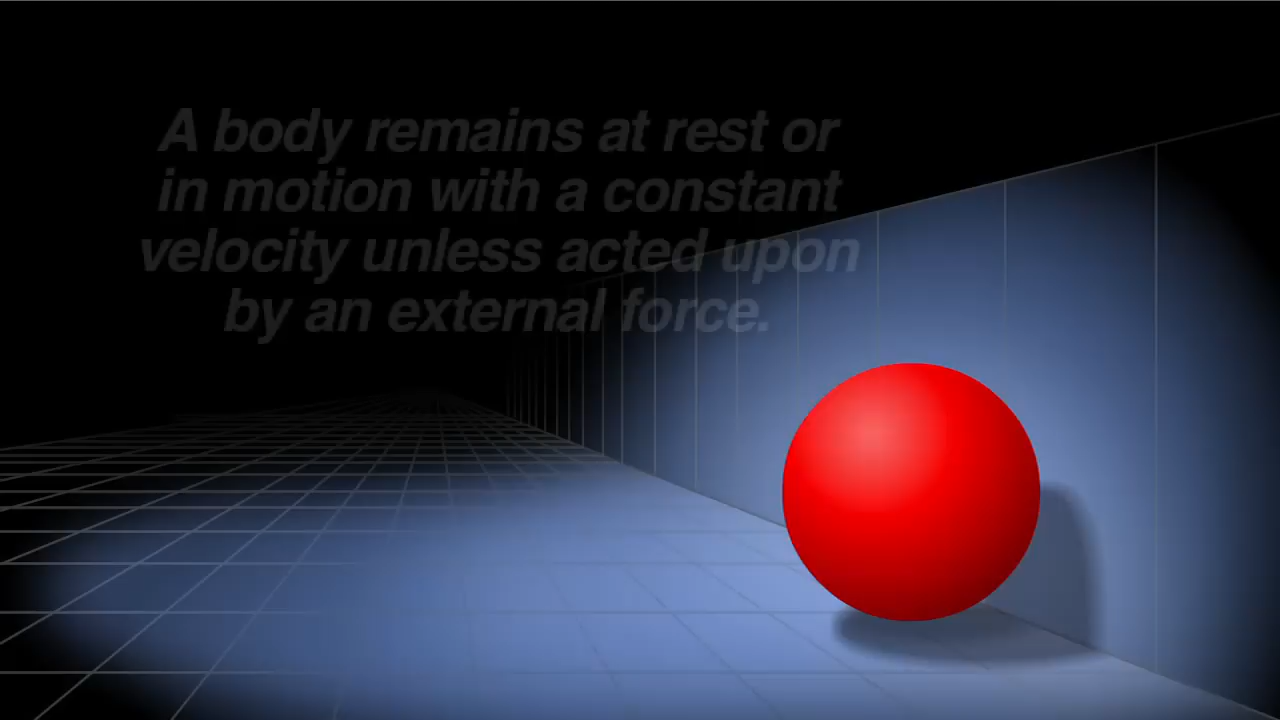 A body remains at rest or
in motion with a constant
velocity unless acted upon
by an external force.